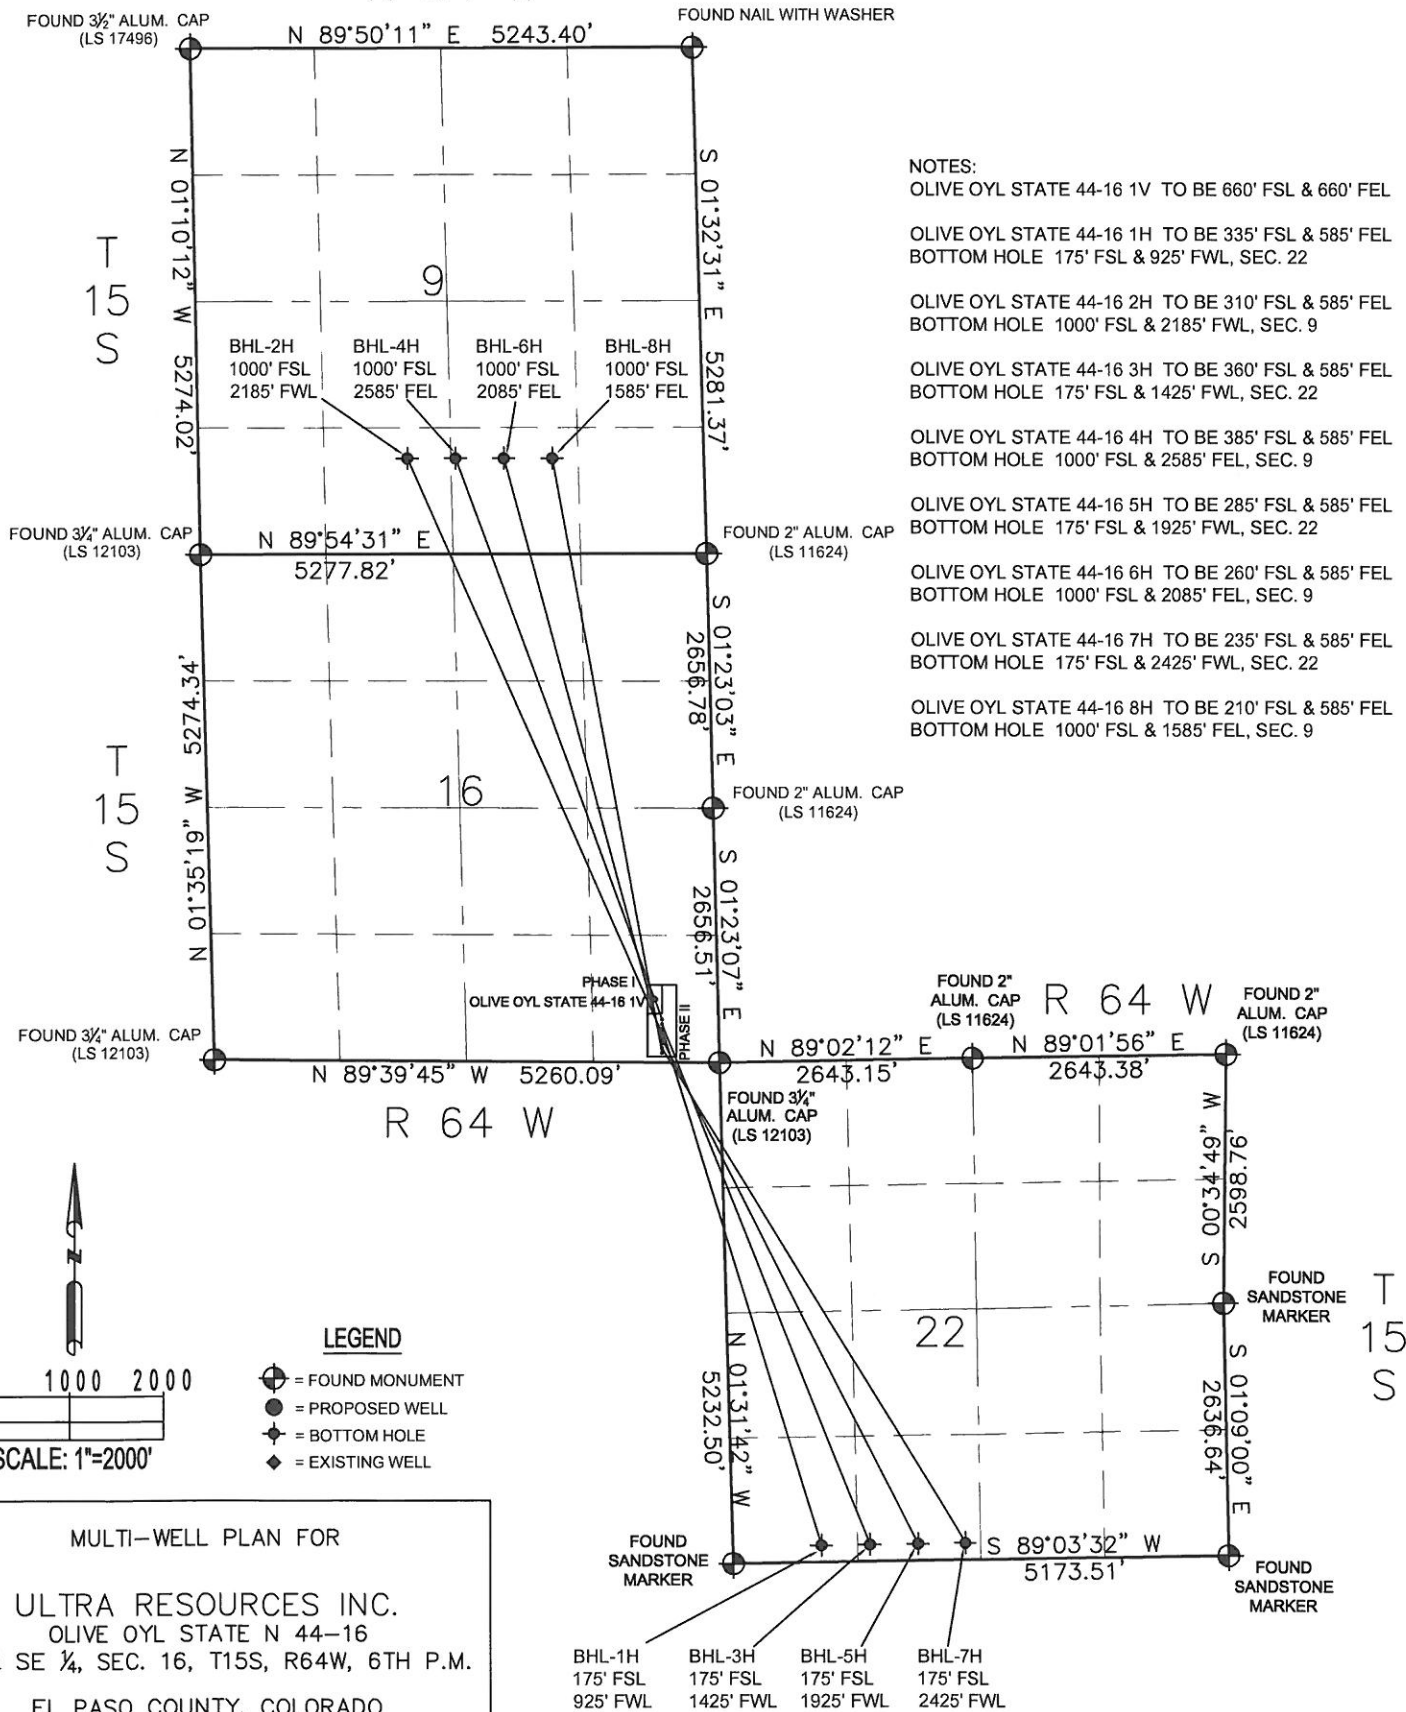 FOUND 3½" ALUM. CAP
(LS 17496)
FOUND NAIL WITH WASHER
N 89°50'11" E 5243.40'
N 01°10'12" W 5274.02'
S 01°32'31" E 5281.37'
T
15
S
9
NOTES:
OLIVE OYL STATE 44-16 1V TO BE 660' FSL & 660' FEL
OLIVE OYL STATE 44-16 1H TO BE 335' FSL & 585' FEL
BOTTOM HOLE 175' FSL & 925' FWL, SEC. 22
OLIVE OYL STATE 44-16 2H TO BE 310' FSL & 585' FEL
BOTTOM HOLE 1000' FSL & 2185' FWL, SEC. 9
OLIVE OYL STATE 44-16 3H TO BE 360' FSL & 585' FEL
BOTTOM HOLE 175' FSL & 1425' FWL, SEC. 22
OLIVE OYL STATE 44-16 4H TO BE 385' FSL & 585' FEL
BOTTOM HOLE 1000' FSL & 2585' FEL, SEC. 9
OLIVE OYL STATE 44-16 5H TO BE 285' FSL & 585' FEL
BOTTOM HOLE 175' FSL & 1925' FWL, SEC. 22
OLIVE OYL STATE 44-16 6H TO BE 260' FSL & 585' FEL
BOTTOM HOLE 1000' FSL & 2085' FEL, SEC. 9
OLIVE OYL STATE 44-16 7H TO BE 235' FSL & 585' FEL
BOTTOM HOLE 175' FSL & 2425' FWL, SEC. 22
OLIVE OYL STATE 44-16 8H TO BE 210' FSL & 585' FEL
BOTTOM HOLE 1000' FSL & 1585' FEL, SEC. 9
BHL-2H
1000' FSL
2185' FWL
BHL-4H
1000' FSL
2585' FEL
BHL-6H
1000' FSL
2085' FEL
BHL-8H
1000' FSL
1585' FEL
FOUND 3¼" ALUM. CAP
(LS 12103)
N 89°54'31" E
5277.82'
FOUND 2" ALUM. CAP
(LS 11624)
S 01°23'03" E
2656.78'
N 01°35'19" W 5274.34'
T
15
S
16
FOUND 2" ALUM. CAP
(LS 11624)
S 01°23'07" E
2656.51'
PHASE I
OLIVE OYL STATE 44-16 1V
PHASE II
FOUND 3¼" ALUM. CAP
(LS 12103)
N 89°39'45" W 5260.09'
R 64 W
FOUND 2"
ALUM. CAP
(LS 11624)
R 64 W
FOUND 2"
ALUM. CAP
(LS 11624)
N 89°02'12" E
2643.15'
N 89°01'56" E
2643.38'
FOUND 3¼"
ALUM. CAP
(LS 12103)
S 00°43'49" W
2598.76'
FOUND
SANDSTONE
MARKER
T
15
S
22
N 01°31'42" W
5232.50'
S 01°09'00" E
2636.64'
N
1000 2000
SCALE: 1"=2000'
LEGEND
= FOUND MONUMENT
= PROPOSED WELL
= BOTTOM HOLE
= EXISTING WELL
FOUND
SANDSTONE
MARKER
S 89°03'32" W
5173.51'
FOUND
SANDSTONE
MARKER
BHL-1H
175' FSL
925' FWL
BHL-3H
175' FSL
1425' FWL
BHL-5H
175' FSL
1925' FWL
BHL-7H
175' FSL
2425' FWL
MULTI-WELL PLAN FOR
ULTRA RESOURCES INC.
OLIVE OYL STATE N 44-16
SE ¼, SEC. 16, T15S, R64W, 6TH P.M.
EL PASO COUNTY, COLORADO